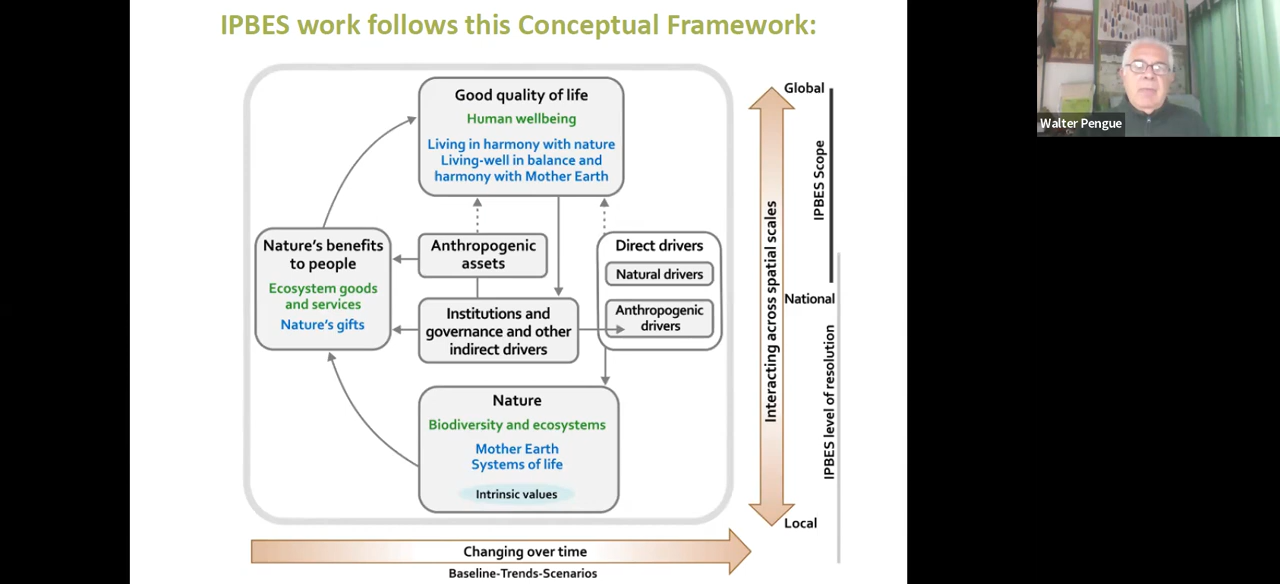 IPBES work follows this Conceptual Framework:
Walter Pengue
Good quality of life
Human wellbeing
Living in harmony with nature
Living-well in balance and
harmony with Mother Earth
Nature's benefits
to people
Ecosystem goods
and services
Nature's gifts
Anthropogenic
assets
Direct drivers
Natural drivers
Anthropogenic
drivers
Institutions and
governance and other
indirect drivers
Nature
Biodiversity and ecosystems
Mother Earth
Systems of life
Intrinsic values
Interacting across spatial scales
Global
IPBES Scope
National
IPBES level of resolution
Local
Changing over time
Baseline-Trends-Scenarios